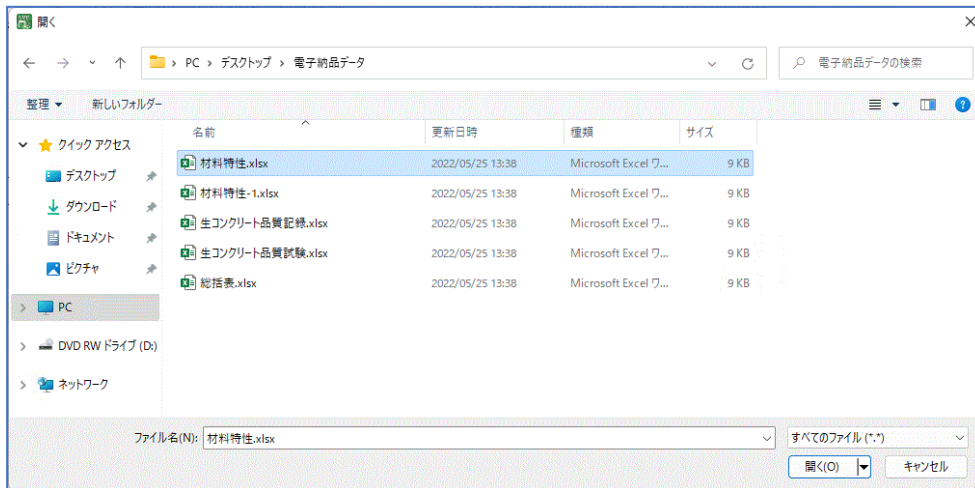 開く
PC › デスクトップ › 電子納品データ
電子納品データの検索
整理
新しいフォルダー
名前 更新日時 種類 サイズ
クイック アクセス
デスクトップ
ダウンロード
ドキュメント
ピクチャ
PC
DVD RW ドライブ (D:)
ネットワーク
材料特性.xlsx 2022/05/25 13:38 Microsoft Excel ワ... 9 KB
材料特性-1.xlsx 2022/05/25 13:38 Microsoft Excel ワ... 9 KB
生コンクリート品質記録.xlsx 2022/05/25 13:38 Microsoft Excel ワ... 9 KB
生コンクリート品質試験.xlsx 2022/05/25 13:38 Microsoft Excel ワ... 9 KB
総括表.xlsx 2022/05/25 13:38 Microsoft Excel ワ... 9 KB
ファイル名(N): 材料特性.xlsx
すべてのファイル (*.*)
開く(O) キャンセル